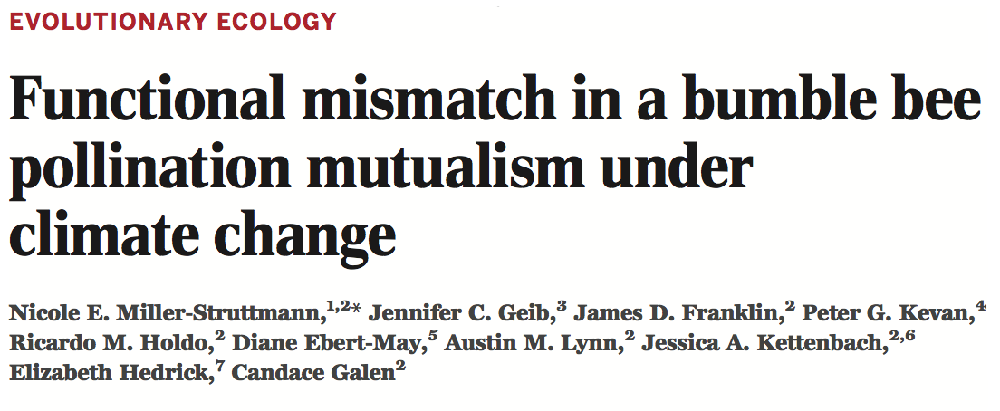 EVOLUTIONARY ECOLOGY
Functional mismatch in a bumble bee
pollination mutualism under
climate change
Nicole E. Miller-Struttmann,1,2* Jennifer C. Geib,3 James D. Franklin,2 Peter G. Kevan,4
Ricardo M. Holdo,2 Diane Ebert-May,5 Austin M. Lynn,2 Jessica A. Kettenbach,2,6
Elizabeth Hedrick,7 Candace Galen2